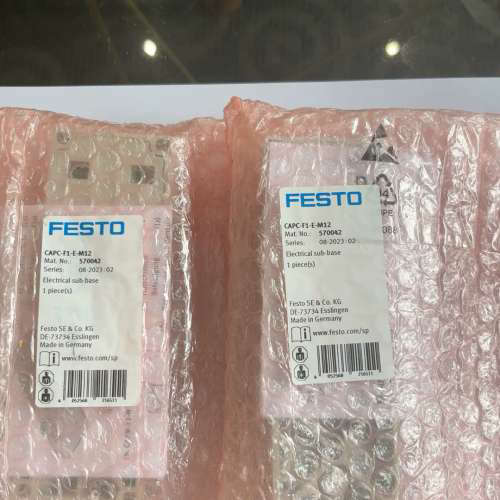 FESTO
CAPC-F1-E-M12
Mat. No.: 570042
Series: 08-2023:02
Electrical sub-base
1 piece(s)
Festo SE & Co. KG
DE-73734 Esslingen
Made in Germany
www.festo.com/sp
FESTO
CAPC-F1-E-M12
Mat. No.: 570042
Series: 08-2023:02
Electrical sub-base
1 piece(s)
Festo SE & Co. KG
DE-73734 Esslingen
Made in Germany
www.festo.com/sp